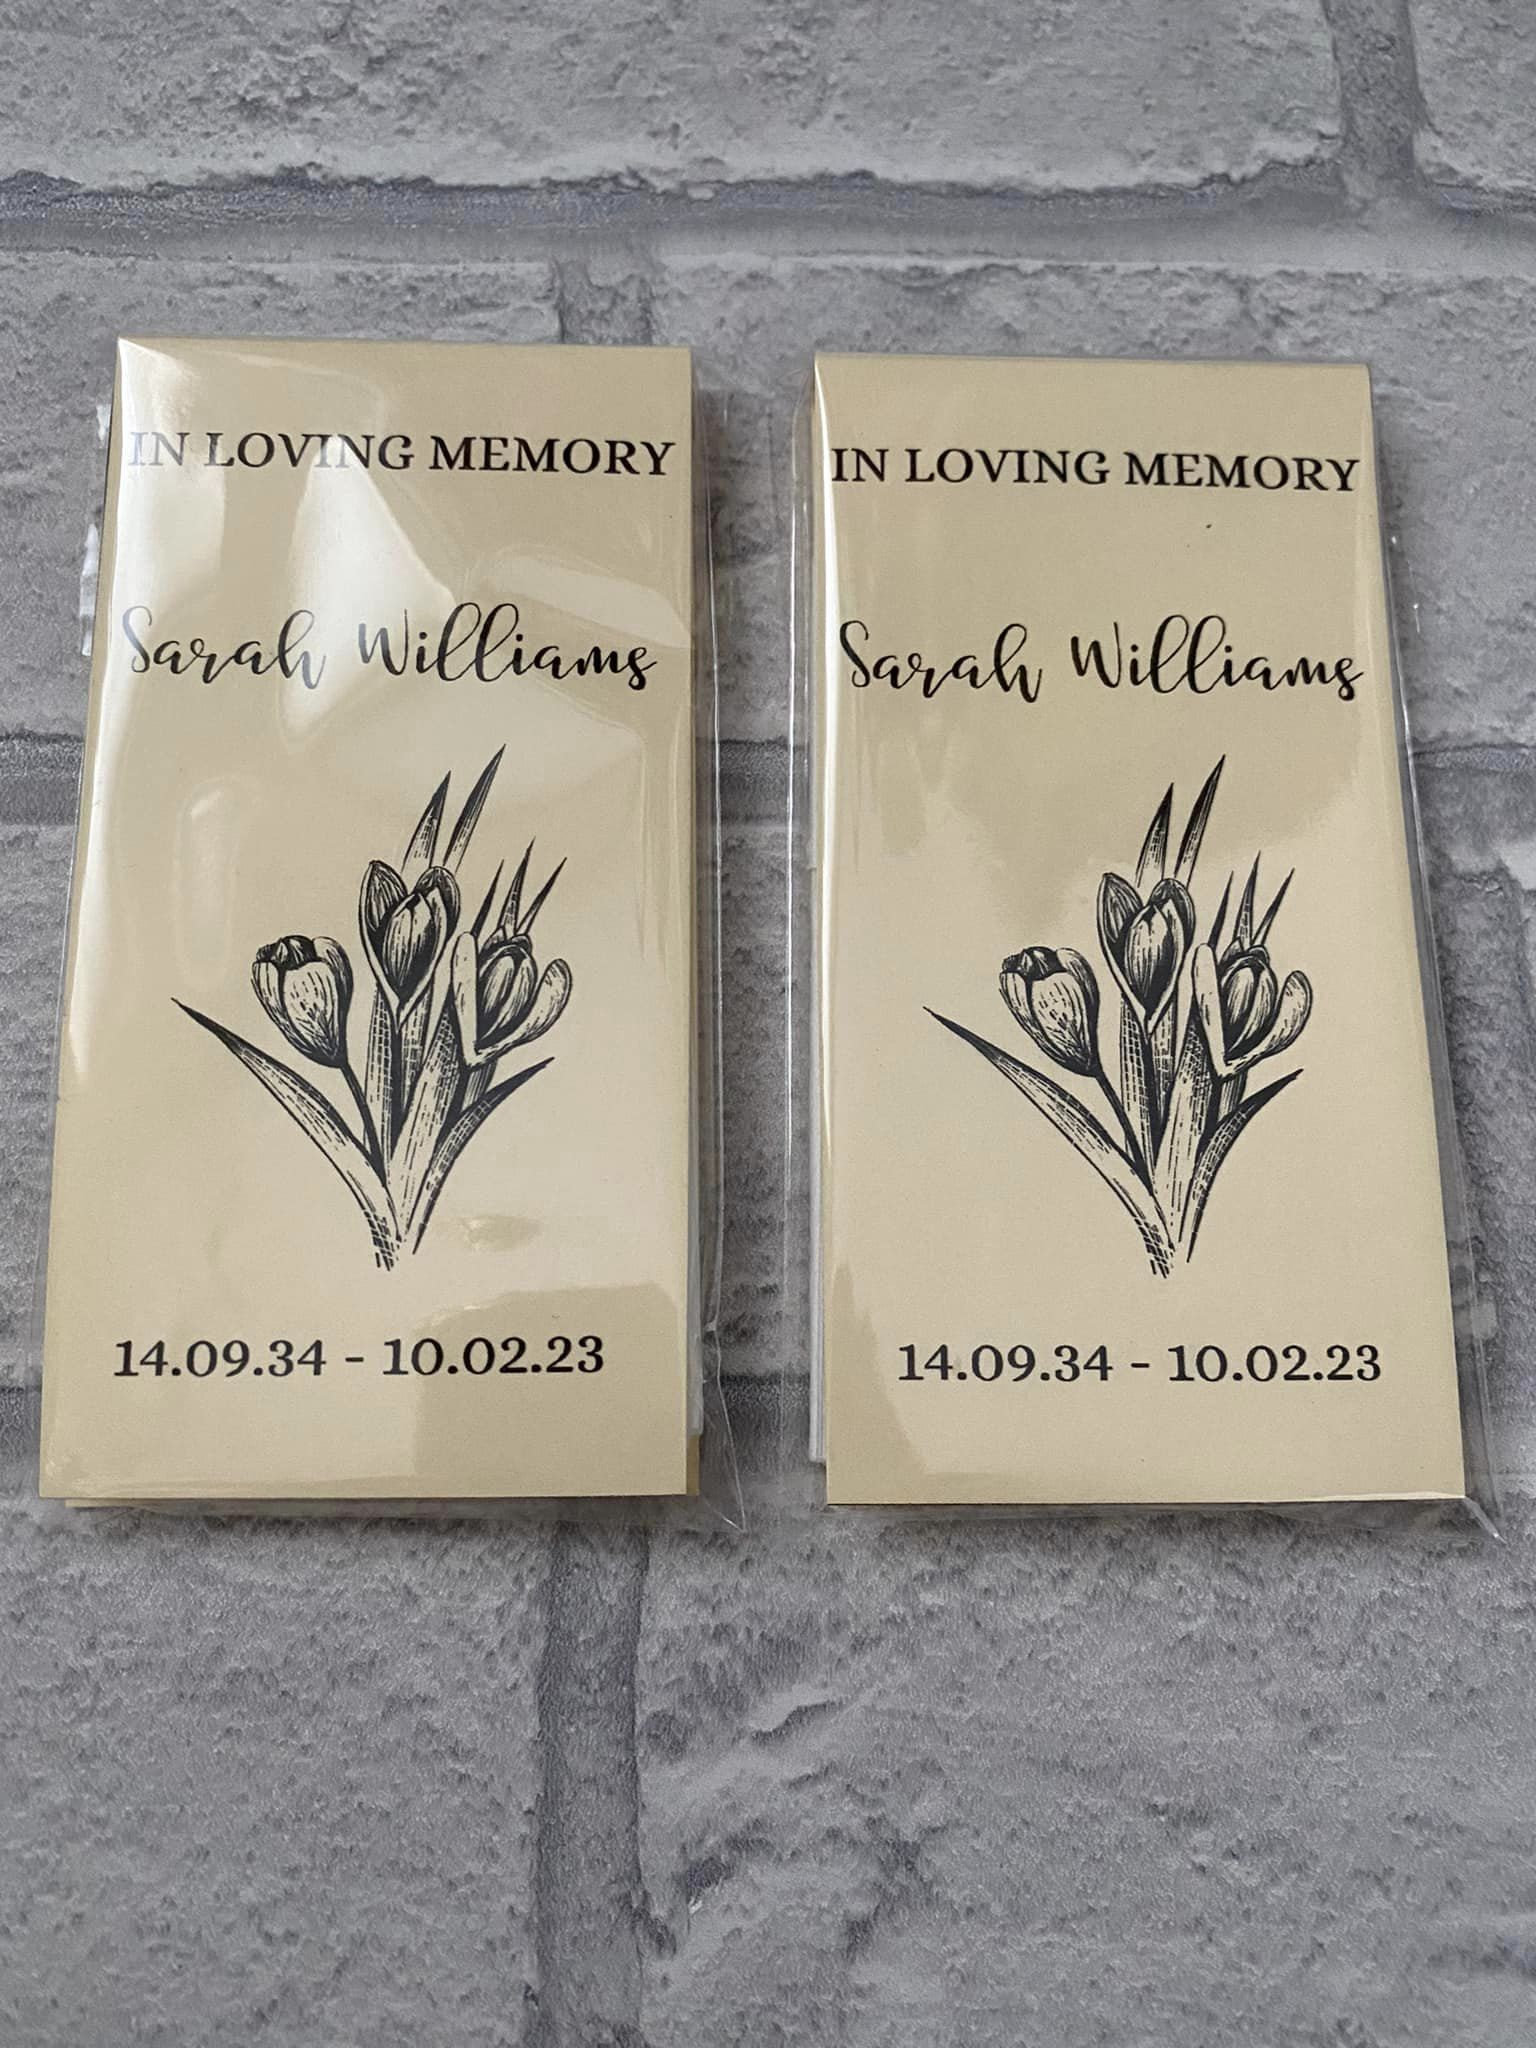 IN LOVING MEMORY
Sarah Williams
14.09.34 - 10.02.23
IN LOVING MEMORY
Sarah Williams
14.09.34 - 10.02.23